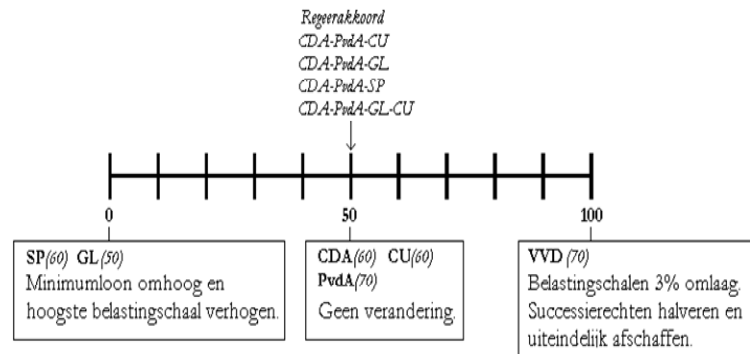 Regeerakkoord
CDA-PvdA-CU
CDA-PvdA-GL
CDA-PvdA-SP
CDA-PvdA-GL-CU
0
50
100
SP(60) GL(50)
Minimumloon omhoog en
hoogste belastingschaal verhogen.
CDA(60) CU(60)
PvdA(70)
Geen verandering.
VVD (70)
Belastingschalen 3% omlaag.
Successierechten halveren en
uiteindelijk afschaffen.